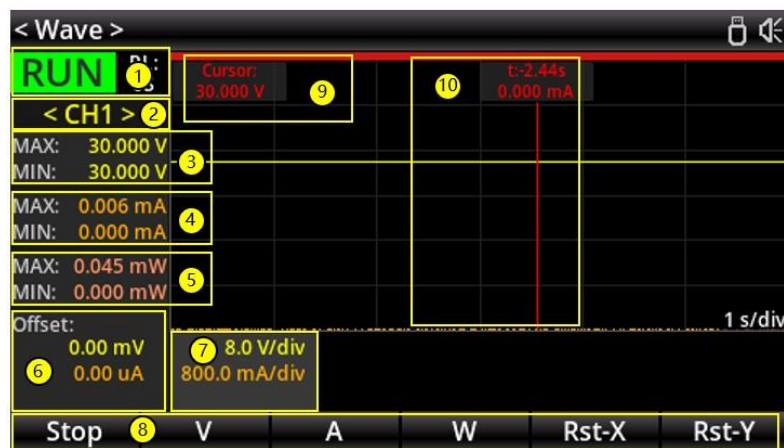 < Wave >
RUN 1
< CH1 > 2
MAX: 30.000 V
MIN: 30.000 V
3
MAX: 0.006 mA
MIN: 0.000 mA
4
MAX: 0.045 mW
MIN: 0.000 mW
5
Offset:
0.00 mV
0.00 uA
6
7 8.0 V/div
800.0 mA/div
Cursor:
30.000 V
9
10
t:-2.44s
0.000 mA
1 s/div
Stop 8 V A W Rst-X Rst-Y